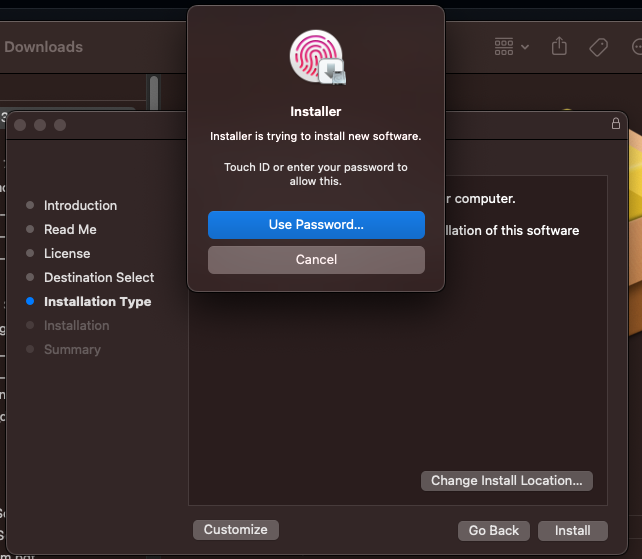 Downloads
Installer
Installer is trying to install new software.
Touch ID or enter your password to
allow this.
Use Password...
Cancel
r computer.
llation of this software
Introduction
Read Me
License
Destination Select
Installation Type
Installation
Summary
Change Install Location...
Customize
Go Back
Install